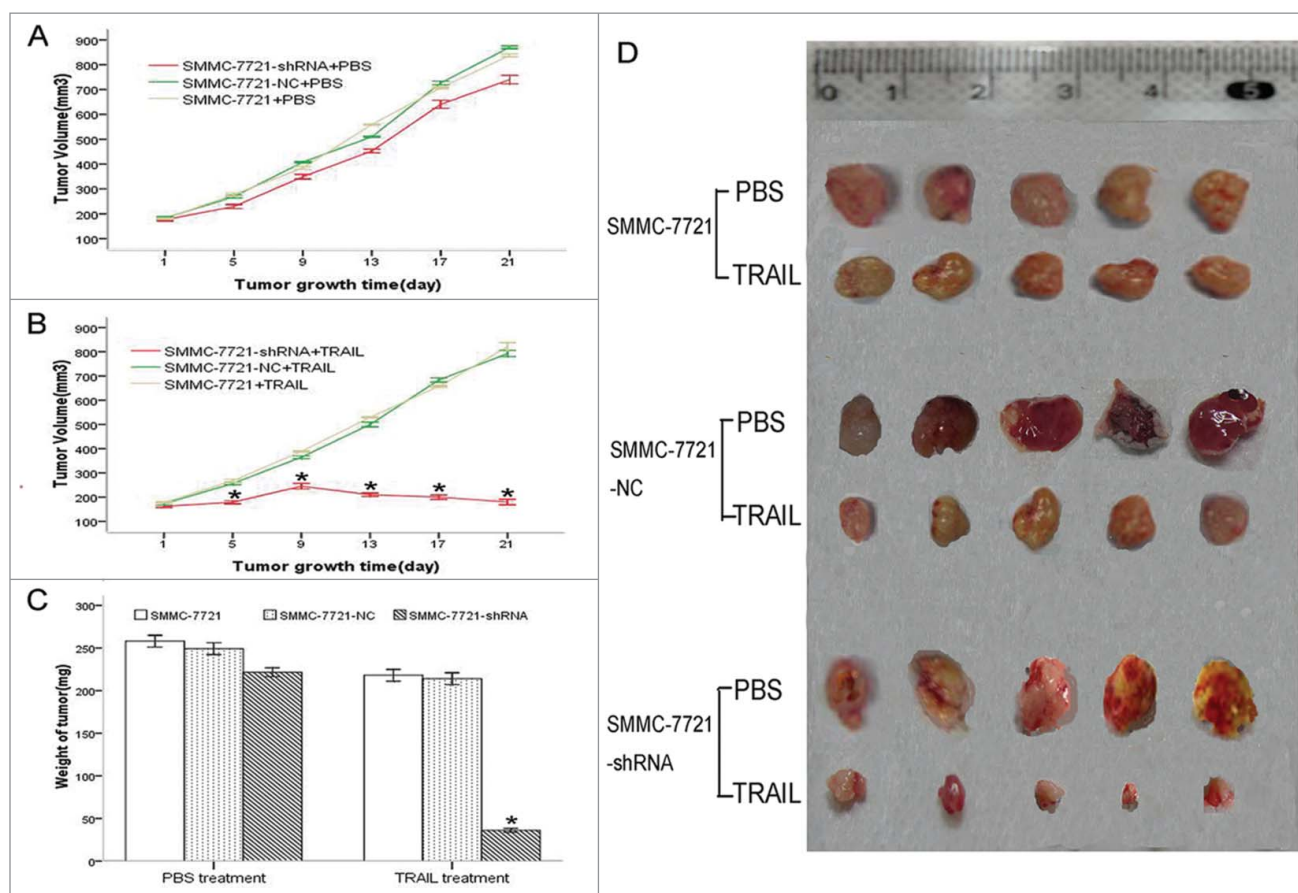 A
900
800
700
600
500
400
300
200
100
Tumor Volume(mm3)
SMMC-7721-shRNA+PBS
SMMC-7721-NC+PBS
SMMC-7721+PBS
1 5 9 13 17 21
Tumor growth time(day)
B
900
800
700
600
500
400
300
200
100
Tumor Volume(mm3)
SMMC-7721-shRNA+TRAIL
SMMC-7721-NC+TRAIL
SMMC-7721+TRAIL
* * * * *
1 5 9 13 17 21
Tumor growth time(day)
C
300
250
200
150
100
50
0
Weight of tumor(mg)
SMMC-7721 SMMC-7721-NC SMMC-7721-shRNA
*
PBS treatment TRAIL treatment
D
0 1 2 3 4 5
SMMC-7721
PBS
TRAIL
SMMC-7721
-NC
PBS
TRAIL
SMMC-7721
-shRNA
PBS
TRAIL